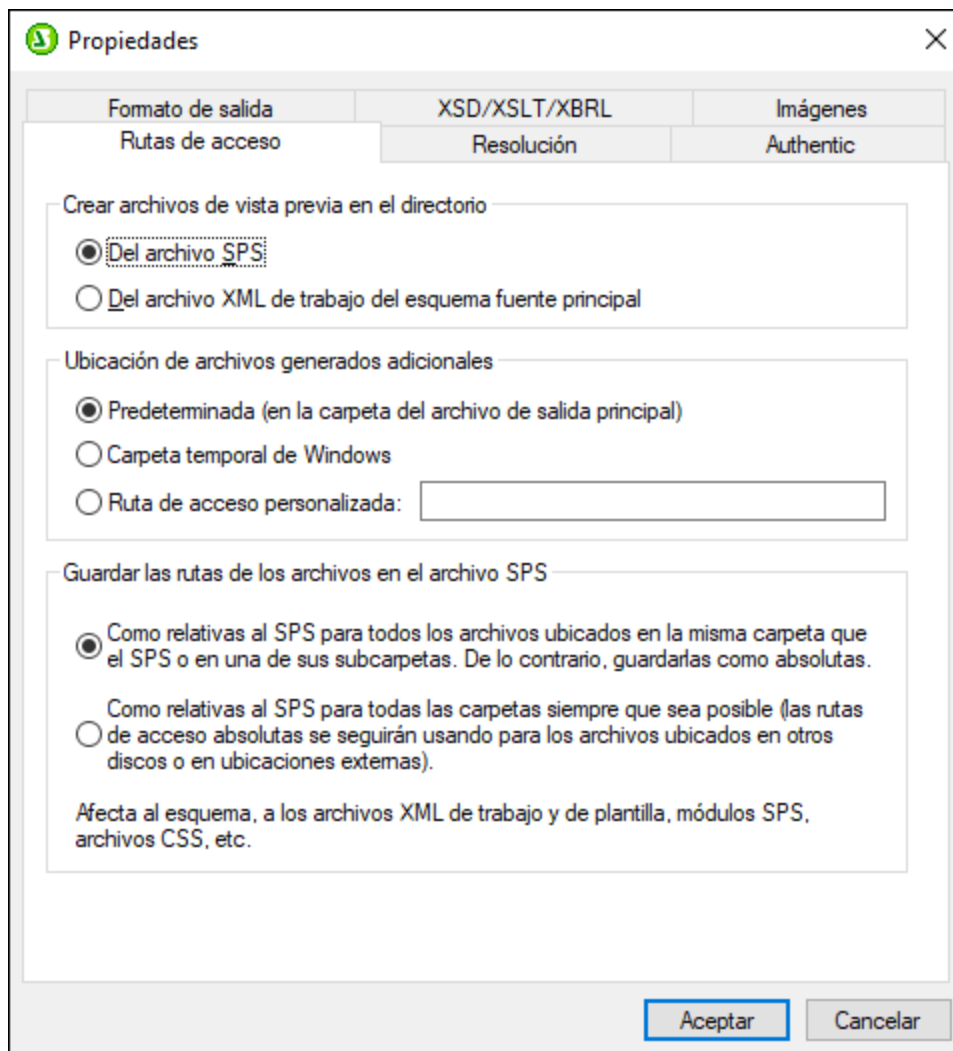 Propiedades
Formato de salida
XSD/XSLT/XBRL
Imágenes
Rutas de acceso
Resolución
Authentic
Crear archivos de vista previa en el directorio
Del archivo SPS
Del archivo XML de trabajo del esquema fuente principal
Ubicación de archivos generados adicionales
Predeterminada (en la carpeta del archivo de salida principal)
Carpeta temporal de Windows
Ruta de acceso personalizada:
Guardar las rutas de los archivos en el archivo SPS
Como relativas al SPS para todos los archivos ubicados en la misma carpeta que
el SPS o en una de sus subcarpetas. De lo contrario, guardarlas como absolutas.
Como relativas al SPS para todas las carpetas siempre que sea posible (las rutas
de acceso absolutas se seguirán usando para los archivos ubicados en otros
discos o en ubicaciones externas).
Afecta al esquema, a los archivos XML de trabajo y de plantilla, módulos SPS,
archivos CSS, etc.
Aceptar
Cancelar